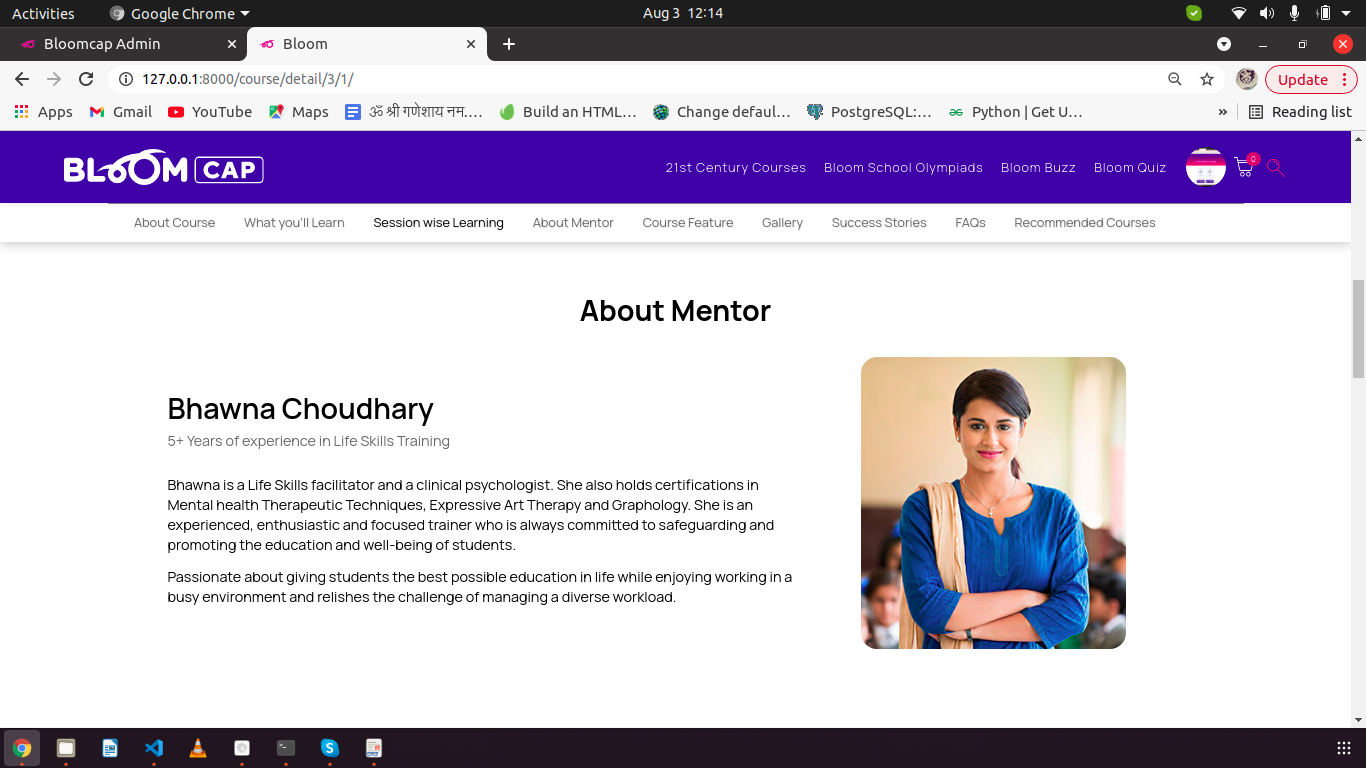 Activities Google Chrome Aug 3 12:14
Bloomcap Admin Bloom
127.0.0.1:8000/course/detail/3/1/ Update
Apps Gmail YouTube Maps ॐ श्री गणेशाय नम.… Build an HTML… Change defaul… PostgreSQL:… Python | Get U… » Reading list
BLOOM CAP 21st Century Courses Bloom School Olympiads Bloom Buzz Bloom Quiz 0
About Course What you'll Learn Session wise Learning About Mentor Course Feature Gallery Success Stories FAQs Recommended Courses
About Mentor
Bhawna Choudhary
5+ Years of experience in Life Skills Training
Bhawna is a Life Skills facilitator and a clinical psychologist. She also holds certifications in
Mental health Therapeutic Techniques, Expressive Art Therapy and Graphology. She is an
experienced, enthusiastic and focused trainer who is always committed to safeguarding and
promoting the education and well-being of students.
Passionate about giving students the best possible education in life while enjoying working in a
busy environment and relishes the challenge of managing a diverse workload.